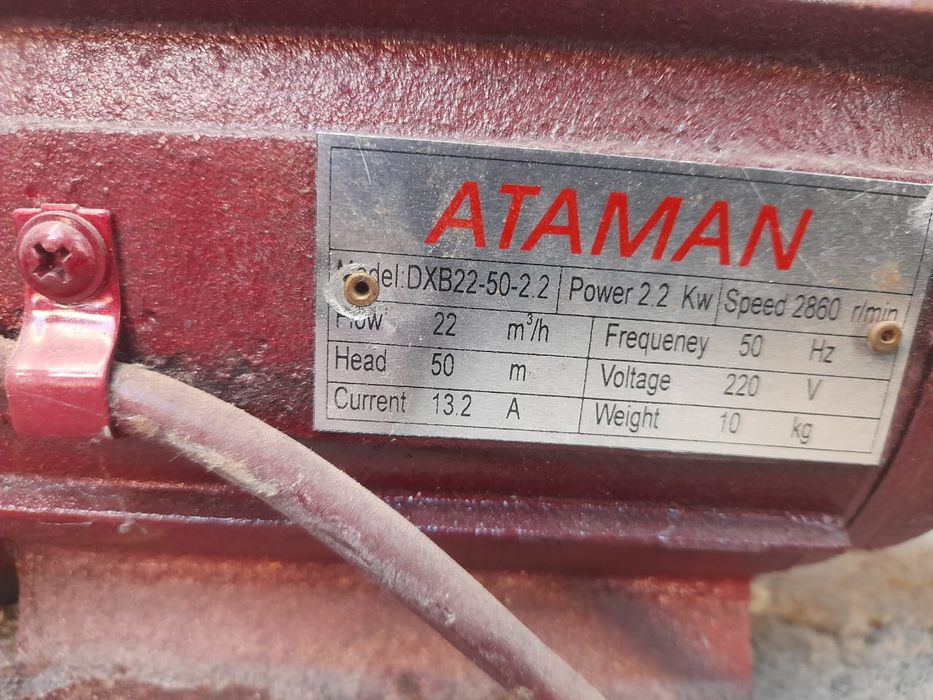 ATAMAN
Model:DXB22-50-2.2 Power 2.2 Kw Speed 2860 r/min
Flow 22 m³/h Frequeney 50 Hz
Head 50 m Voltage 220 V
Current 13.2 A Weight 10 kg